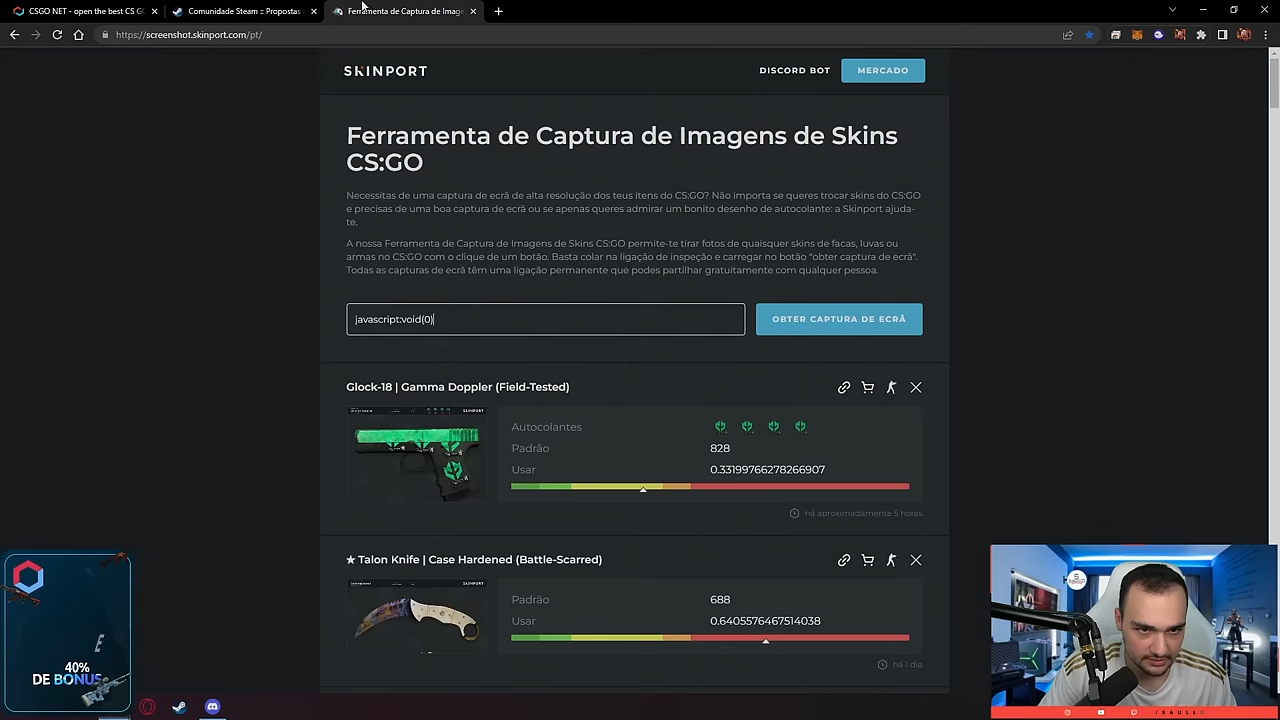 CSGO NET - open the best CS G
Comunidade Steam :: Propostas
Ferramenta de Captura de Image
https://screenshot.skinport.com/pt/
SKINPORT
DISCORD BOT
MERCADO
Ferramenta de Captura de Imagens de Skins
CS:GO
Necessitas de uma captura de ecrã de alta resolução dos teus itens do CS:GO? Não importa se queres trocar skins do CS:GO
e precisas de uma boa captura de ecrã ou se apenas queres admirar um bonito desenho de autocolante: a Skinport ajuda-
te.
A nossa Ferramenta de Captura de Imagens de Skins CS:GO permite-te tirar fotos de quaisquer skins de facas, luvas ou
armas no CS:GO com o clique de um botão. Basta colar na ligação de inspeção e carregar no botão "obter captura de ecrã".
Todas as capturas de ecrã têm uma ligação permanente que podes partilhar gratuitamente com qualquer pessoa.
javascript:void(0)
OBTER CAPTURA DE ECRÃ
Glock-18 | Gamma Doppler (Field-Tested)
SKINPORT
Autocolantes
Padrão 828
Usar 0.33199766278266907
há aproximadamente 5 horas
★ Talon Knife | Case Hardened (Battle-Scarred)
SKINPORT
Padrão 688
Usar 0.6405576467514038
há 1 dia
40%
DE BONUS
/SAULL